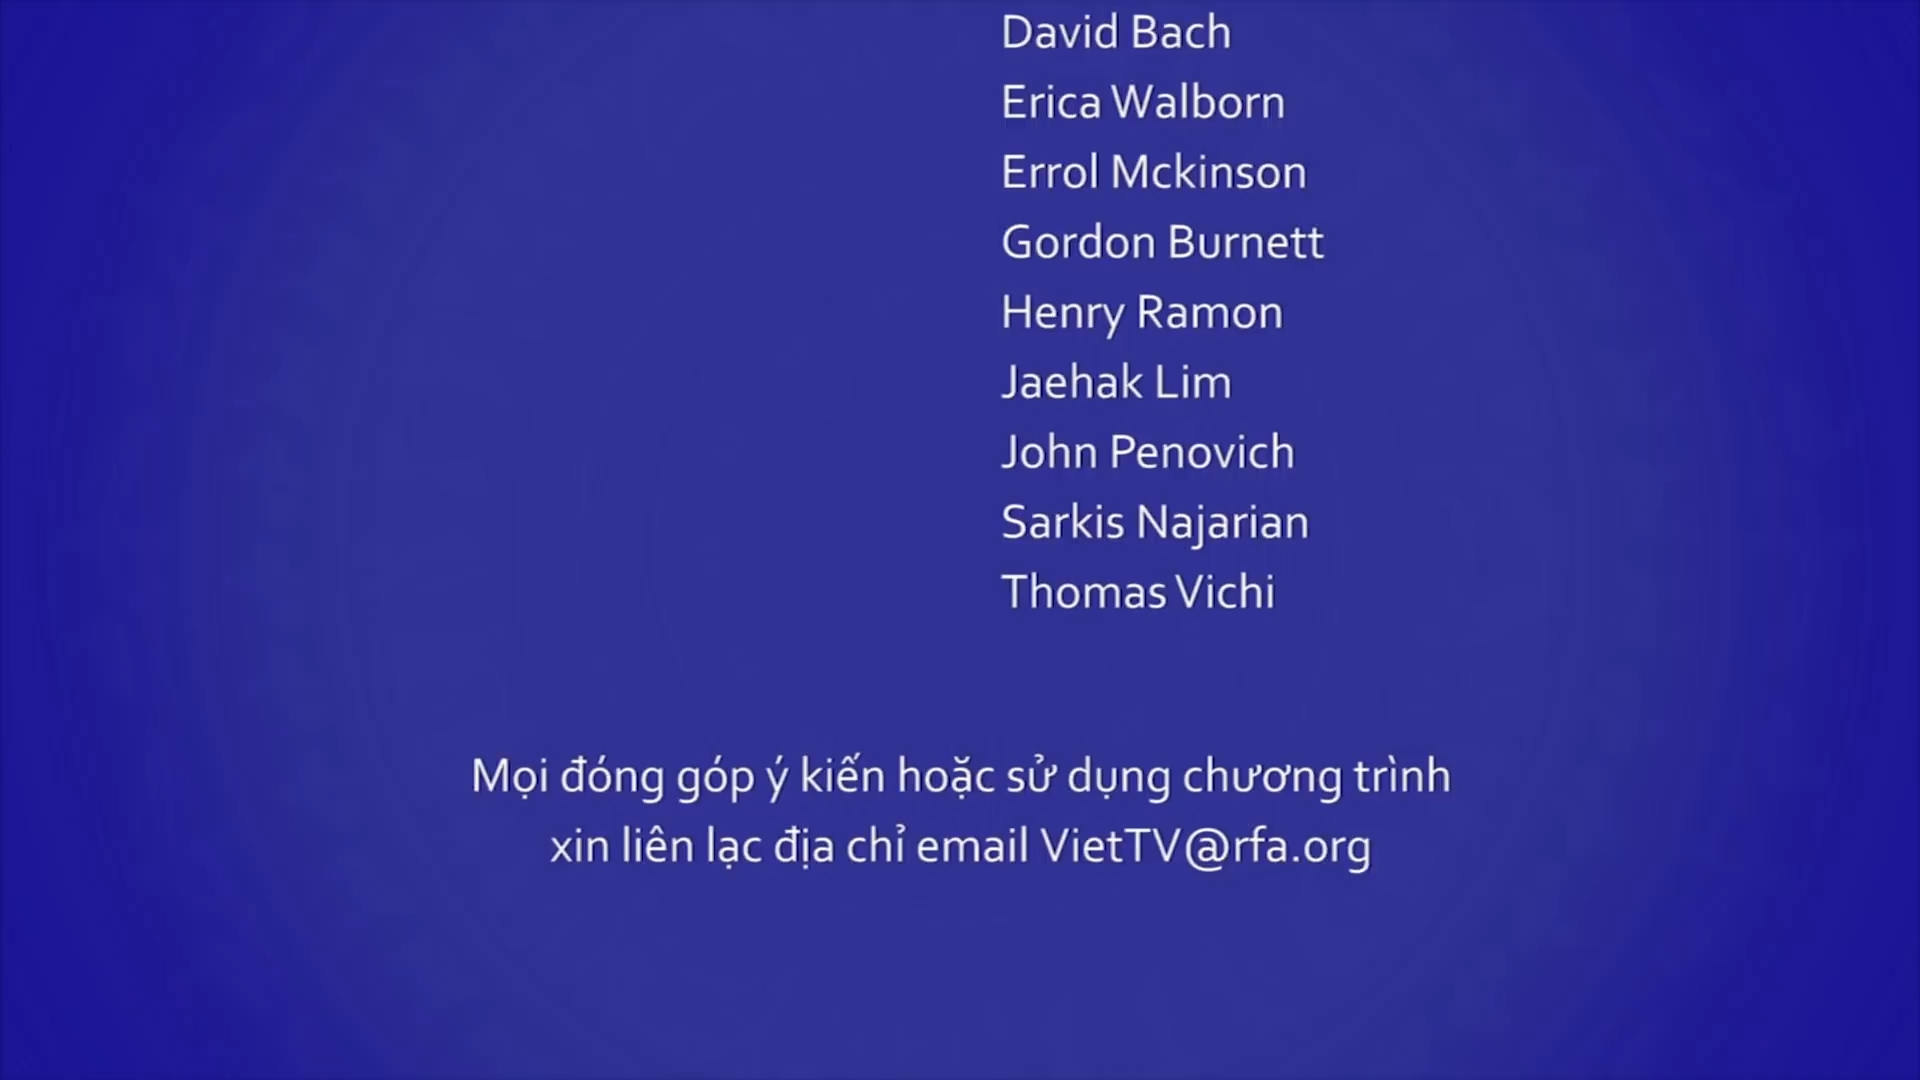 David Bach
Erica Walborn
Errol Mckinson
Gordon Burnett
Henry Ramon
Jaehak Lim
John Penovich
Sarkis Najarian
Thomas Vichi
Mọi đóng góp ý kiến hoặc sử dụng chương trình
xin liên lạc địa chỉ email VietTV@rfa.org